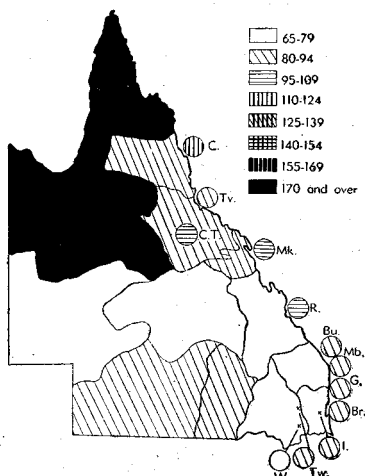 65-79
80-94
95-109
110-124
125-139
140-154
155-169
170 and over
C.
Tv.
C.T.
Mk.
R.
Bu.
Mb.
G.
Br.
I.
W.
Tw.